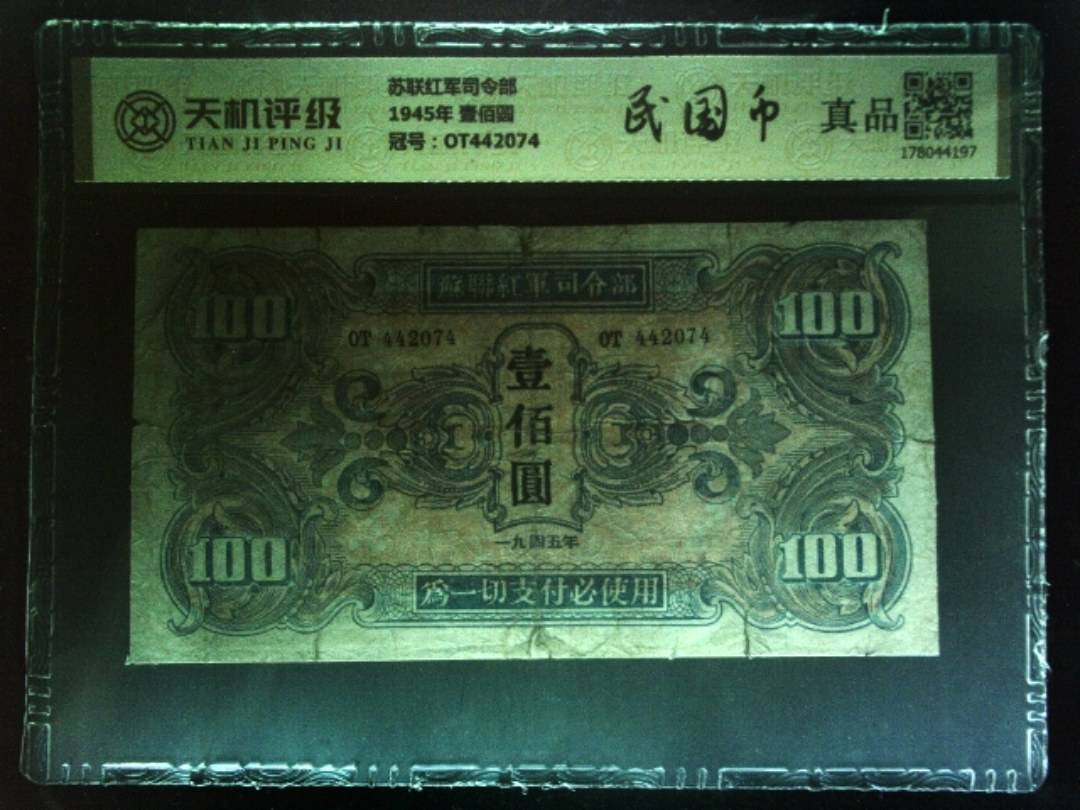 天机评级
TIAN JI PING JI
苏联红军司令部
1945年 壹佰圆
冠号：OT442074
民国币
真品
178044197
蘇聯紅軍司令部
100
100
OT 442074
OT 442074
壹佰圓
一九四五年
100
100
爲一切支付必使用